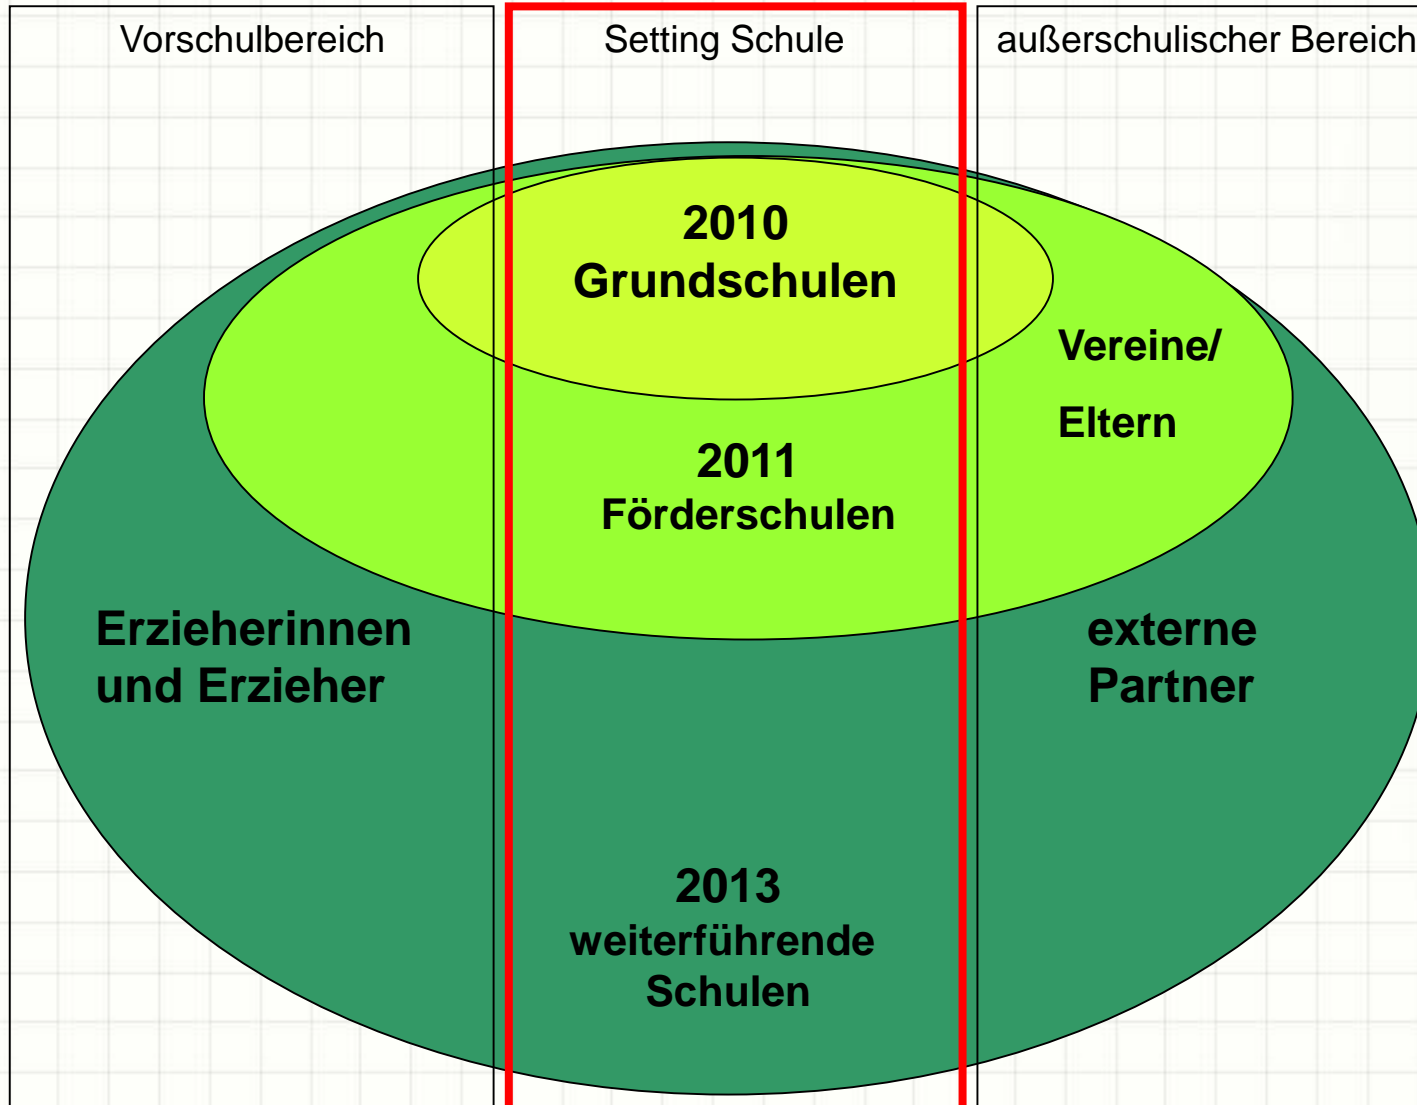 Vorschulbereich
Setting Schule
außerschulischer Bereich
2010
Grundschulen
Vereine/
Eltern
2011
Förderschulen
Erzieherinnen
und Erzieher
externe
Partner
2013
weiterführende
Schulen